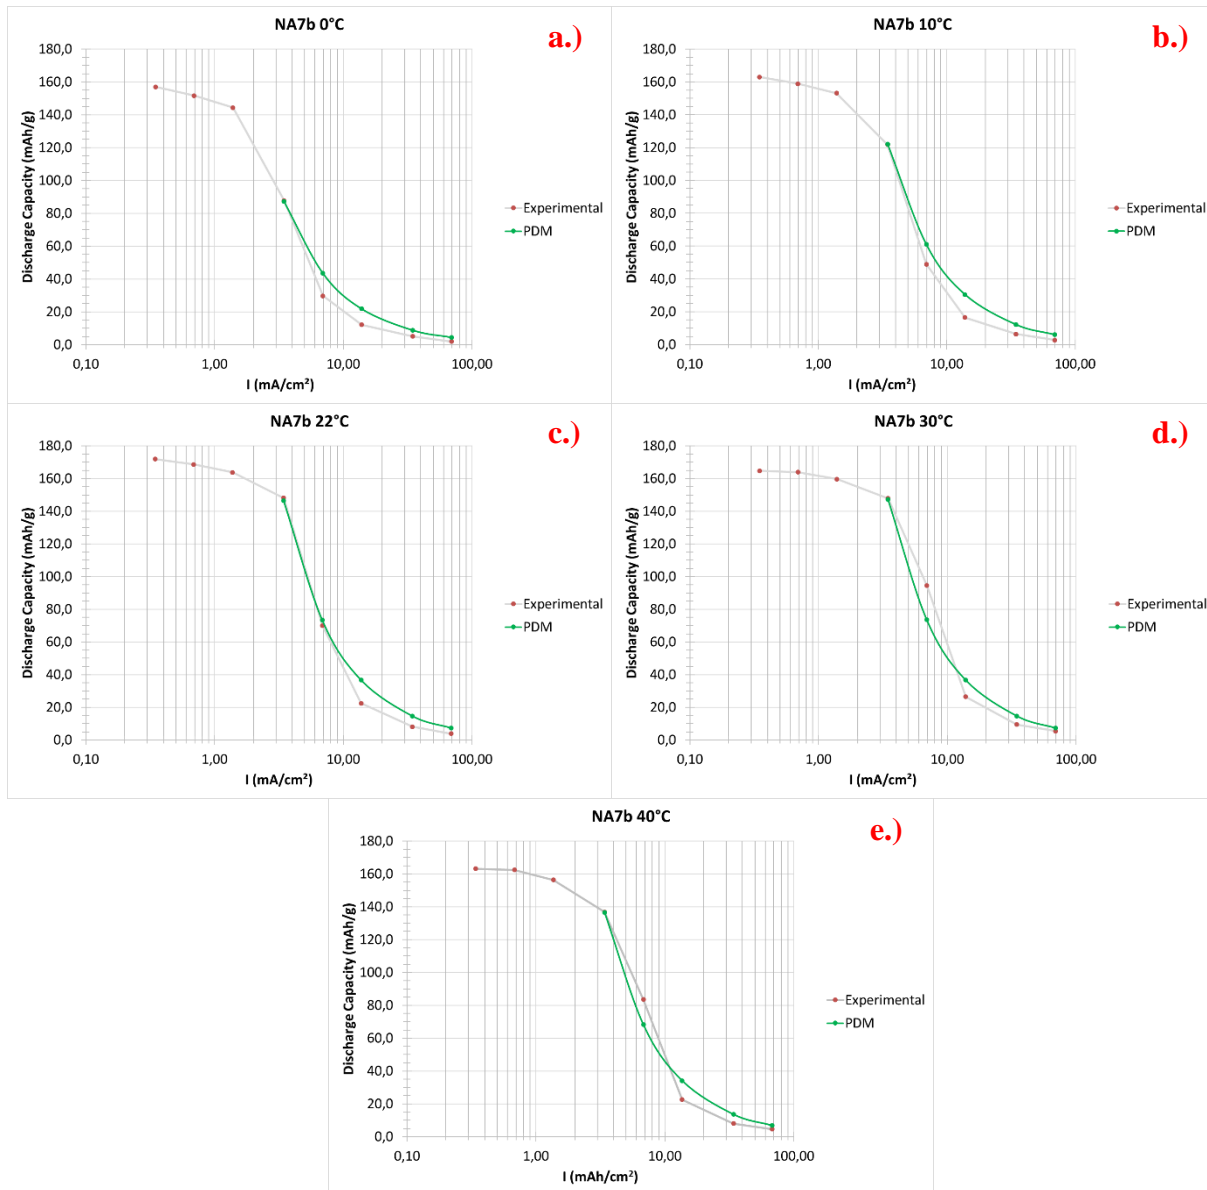 NA7b 0°C
a.)
Discharge Capacity (mAh/g)
180,0
160,0
140,0
120,0
100,0
80,0
60,0
40,0
20,0
0,0
0,10 1,00 10,00 100,00
I (mA/cm²)
Experimental
PDM
NA7b 10°C
b.)
Discharge Capacity (mAh/g)
180,0
160,0
140,0
120,0
100,0
80,0
60,0
40,0
20,0
0,0
0,10 1,00 10,00 100,00
I (mA/cm²)
Experimental
PDM
NA7b 22°C
c.)
Discharge Capacity (mAh/g)
180,0
160,0
140,0
120,0
100,0
80,0
60,0
40,0
20,0
0,0
0,10 1,00 10,00 100,00
I (mA/cm²)
Experimental
PDM
NA7b 30°C
d.)
Discharge Capacity (mAh/g)
180,0
160,0
140,0
120,0
100,0
80,0
60,0
40,0
20,0
0,0
0,10 1,00 10,00 100,00
I (mA/cm²)
Experimental
PDM
NA7b 40°C
e.)
Discharge Capacity (mAh/g)
180,0
160,0
140,0
120,0
100,0
80,0
60,0
40,0
20,0
0,0
0,10 1,00 10,00 100,00
I (mAh/cm²)
Experimental
PDM